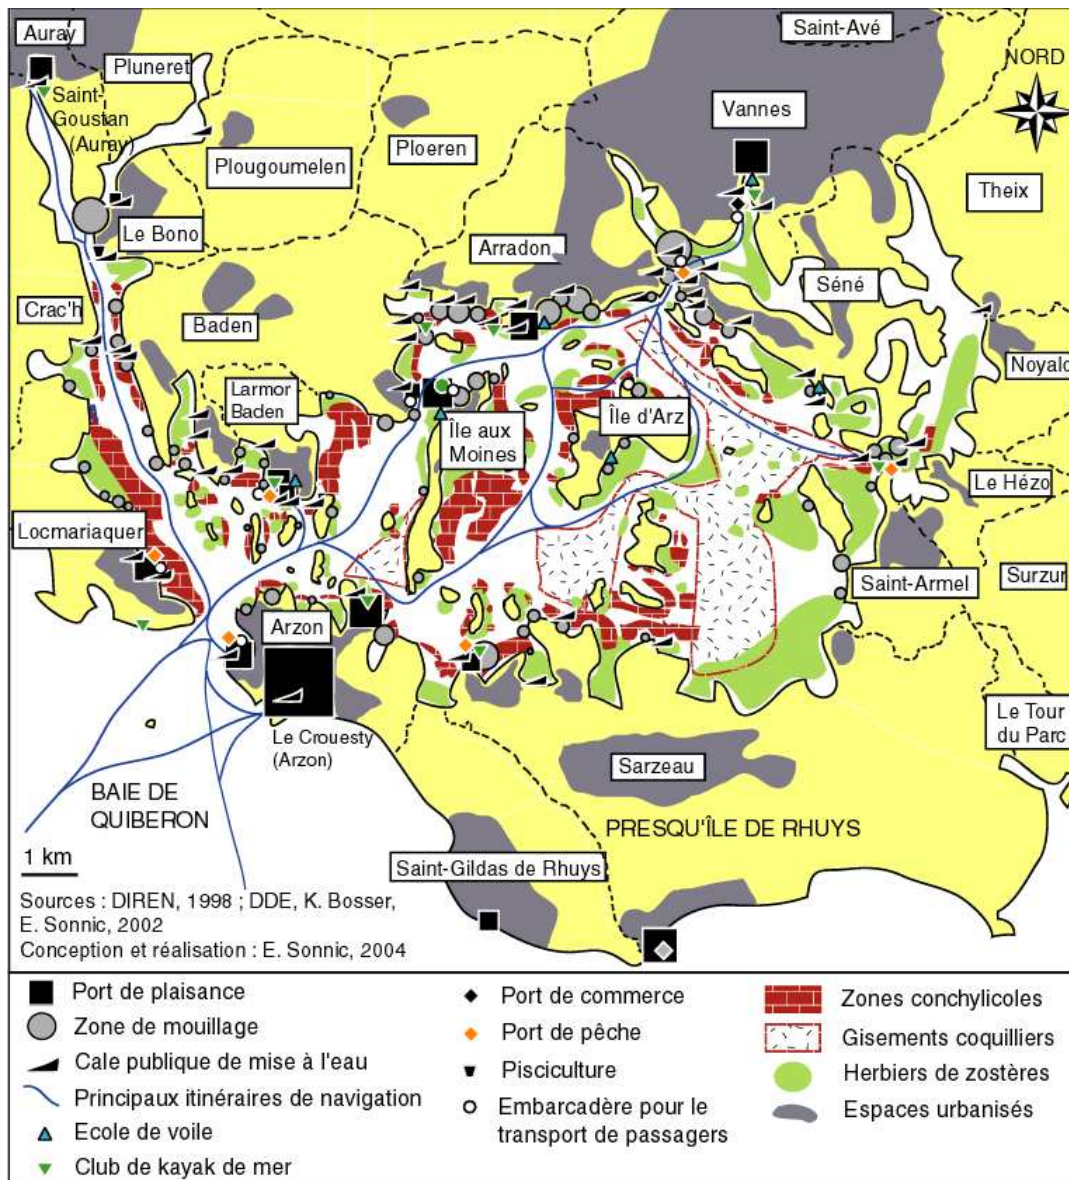 Auray
Pluneret
Saint-Avé
NORD
Saint-
Goustan
(Auray)
Vannes
Ploeren
Plougoumelen
Theix
Le Bono
Arradon
Séné
Crac'h
Baden
Noyalo
Larmor
Baden
Île aux
Moines
Île d'Arz
Le Hézo
Locmariaquer
Saint-Armel
Surzur
Arzon
Le Crouesty
(Arzon)
Le Tour
du Parc
Sarzeau
BAIE DE
QUIBERON
PRESQU'ÎLE DE RHUYS
1 km
Saint-Gildas de Rhuys
Sources : DIREN, 1998 ; DDE, K. Bosser,
E. Sonnic, 2002
Conception et réalisation : E. Sonnic, 2004
Port de plaisance
Zone de mouillage
Cale publique de mise à l'eau
Principaux itinéraires de navigation
Ecole de voile
Club de kayak de mer
Port de commerce
Port de pêche
Pisciculture
Embarcadère pour le
transport de passagers
Zones conchylicoles
Gisements coquilliers
Herbiers de zostères
Espaces urbanisés